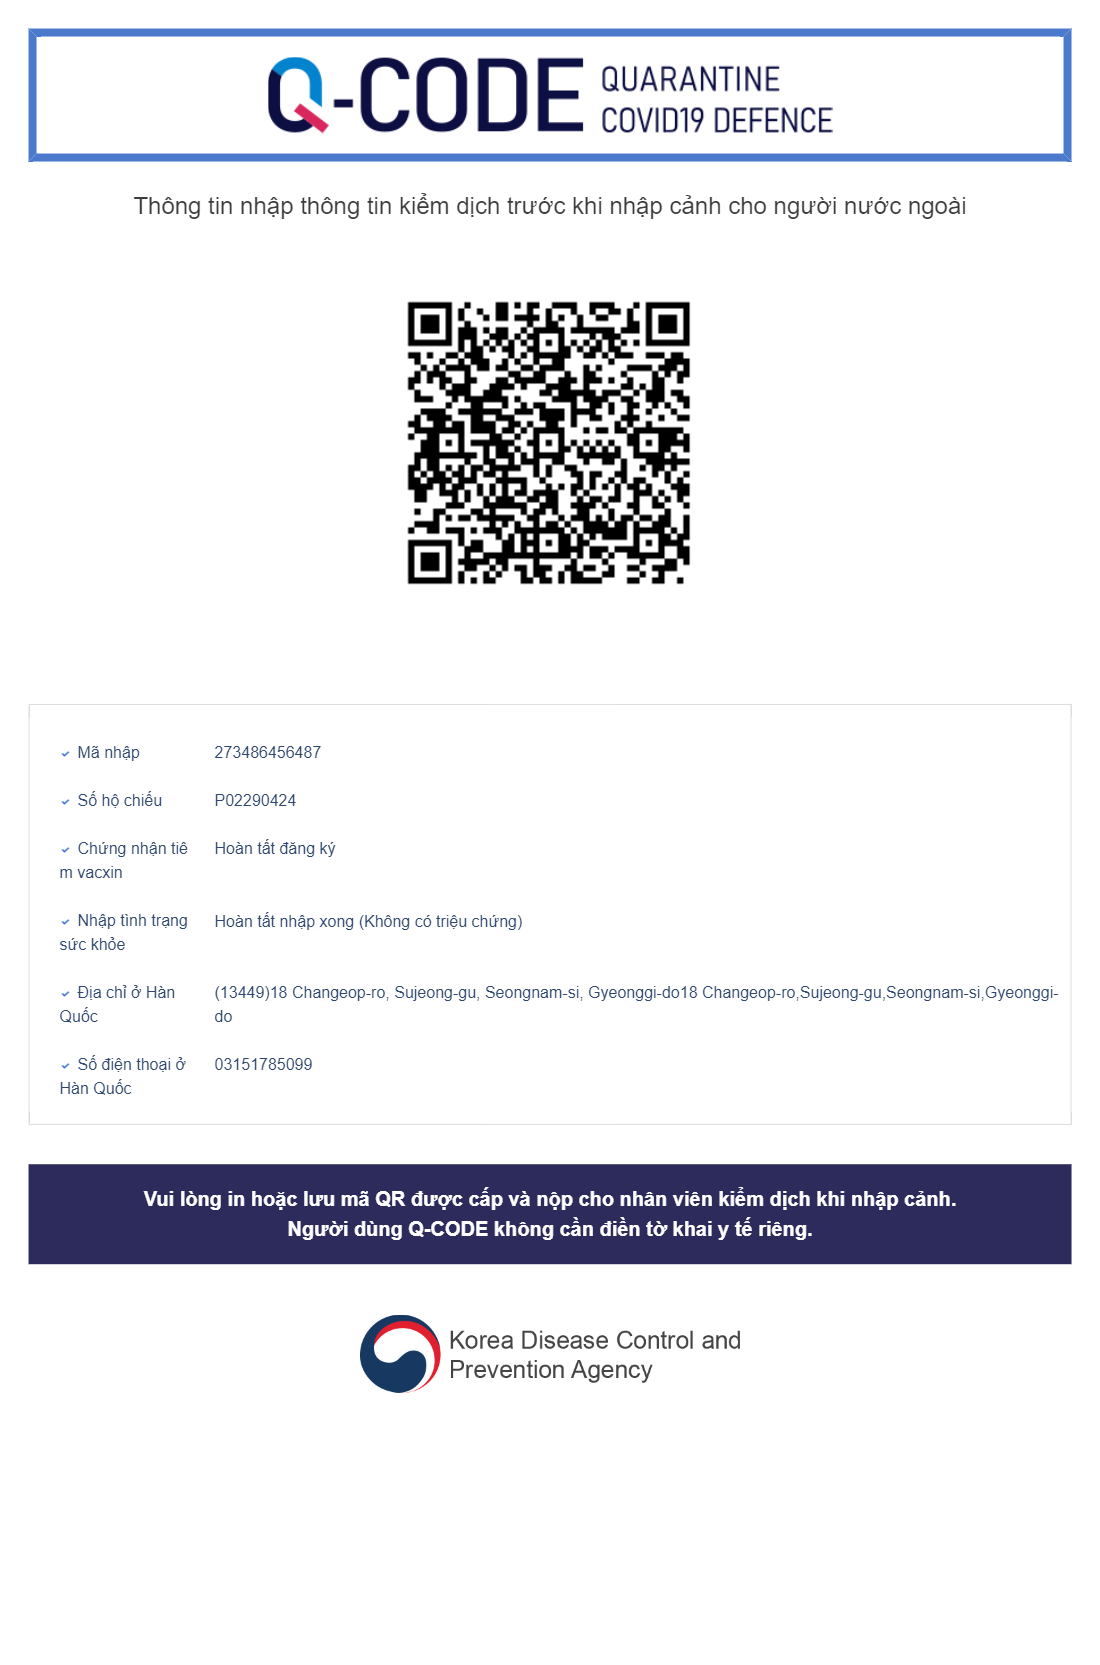 Q-CODE QUARANTINE
COVID19 DEFENCE
Thông tin nhập thông tin kiểm dịch trước khi nhập cảnh cho người nước ngoài
Mã nhập 273486456487
Số hộ chiếu P02290424
Chứng nhận tiê Hoàn tất đăng ký
m vacxin
Nhập tình trạng Hoàn tất nhập xong (Không có triệu chứng)
sức khỏe
Địa chỉ ở Hàn (13449)18 Changeop-ro, Sujeong-gu, Seongnam-si, Gyeonggi-do18 Changeop-ro,Sujeong-gu,Seongnam-si,Gyeonggi-
Quốc do
Số điện thoại ở 03151785099
Hàn Quốc
Vui lòng in hoặc lưu mã QR được cấp và nộp cho nhân viên kiểm dịch khi nhập cảnh.
Người dùng Q-CODE không cần điền tờ khai y tế riêng.
Korea Disease Control and
Prevention Agency